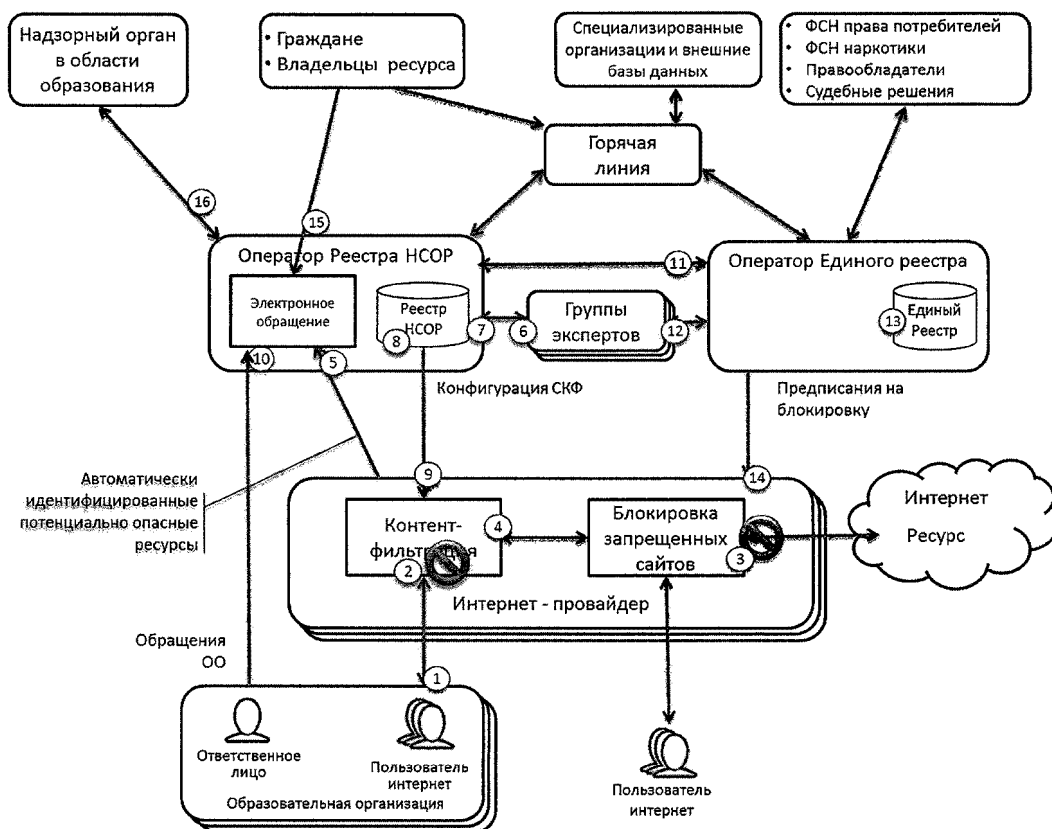 Надзорный орган
в области
образования
• Граждане
• Владельцы ресурса
Специализированные
организации и внешние
базы данных
• ФСН права потребителей
• ФСН наркотики
• Правообладатели
• Судебные решения
Горячая
линия
16
15
Оператор Реестра НСОР
11
Оператор Единого реестра
Электронное
обращение
Реестр
НСОР
8
7
6
Группы
экспертов
12
13
Единый
Реестр
10
5
Конфигурация СКФ
Предписания на
блокировку
Автоматически
идентифицированные
потенциально опасные
ресурсы
9
14
Контент-
фильтрация
2
4
Блокировка
запрещенных
сайтов
3
Интернет
Ресурс
Интернет - провайдер
Обращения
ОО
1
Ответственное
лицо
Пользователь
интернет
Образовательная организация
Пользователь
интернет